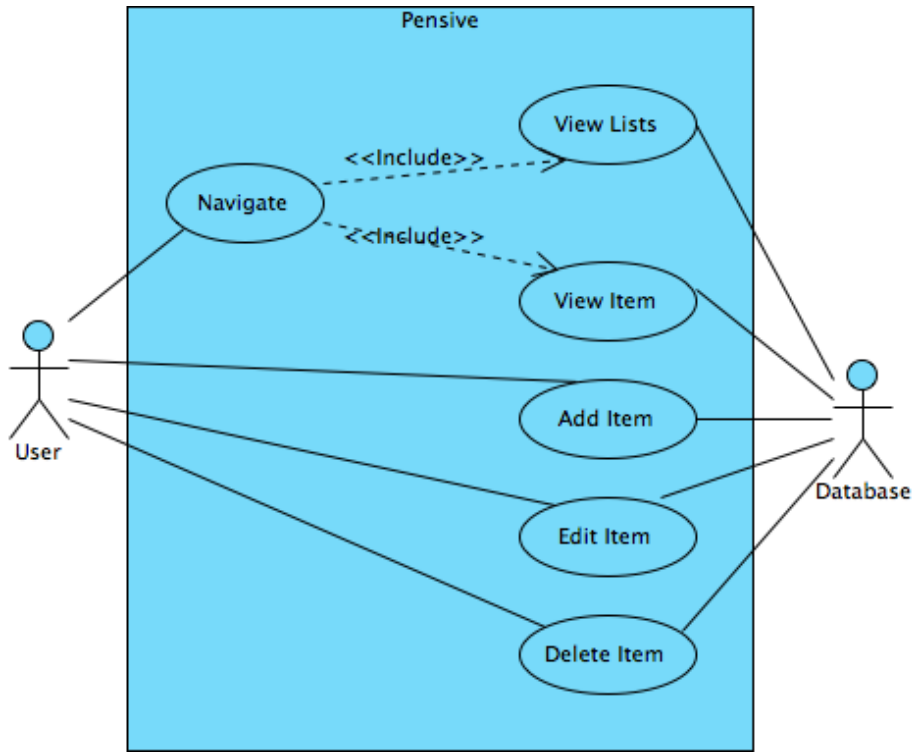 Pensive
View Lists
<<Include>>
Navigate
<<Include>>
View Item
Add Item
User
Database
Edit Item
Delete Item